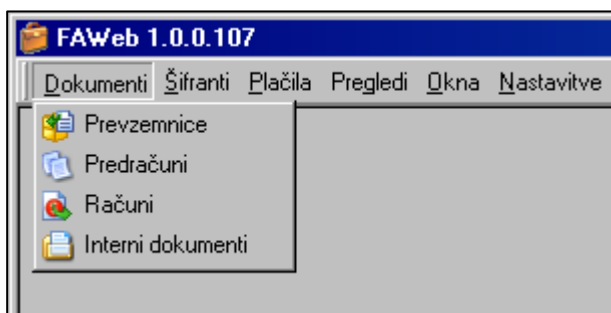 FAWeb 1.0.0.107
Dokumenti Šifranti Plačila Pregledi Okna Nastavitve
Prevzemnice
Predračuni
Računi
Interni dokumenti